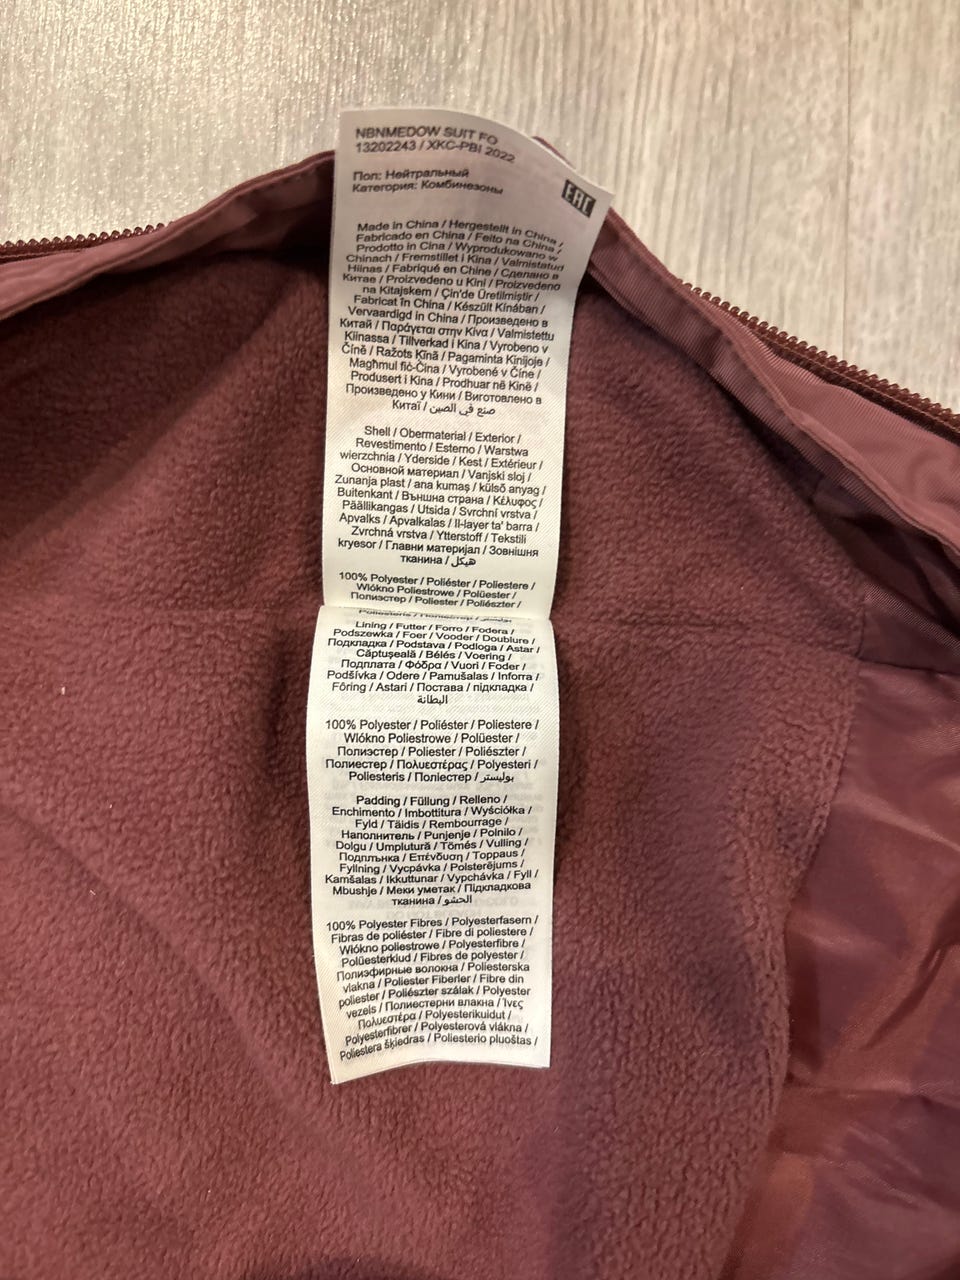 NBNMEDOW SUIT FO
13202243 / XKC-PBI 2022
Пол: Нейтральный
Категория: Комбинезоны
EAC
Made in China / Hergestellt in China /
Fabricado en China / Feito na China /
Prodotto in Cina / Wyprodukowano w
Chinach / Fremstillet i Kina / Valmistatud
Hiinas / Fabriqué en Chine / Сделано в
Китае / Proizvedeno u Kini / Proizvedeno
na Kitajskem / Çin'de Üretilmiştir /
Fabricat în China / Készült Kínában /
Vervaardigd in China / Произведено в
Китай / Παράγεται στην Κίνα / Valmistettu
Kiinassa / Tillverkad i Kina / Vyrobeno v
Číně / Ražots Ķīnā / Pagaminta Kinijoje /
Magħmul fiċ-Ċina / Vyrobené v Číne /
Produsert i Kina / Prodhuar në Kinë /
Произведено у Кини / Виготовлено в
Китаї / صنع في الصين
Shell / Obermaterial / Exterior /
Revestimento / Esterno / Warstwa
wierzchnia / Yderside / Kest / Extérieur /
Основной материал / Vanjski sloj /
Zunanja plast / ana kumaş / külső anyag /
Buitenkant / Външна страна / Κέλυφος /
Päällikangas / Utsida / Svrchní vrstva /
Apvalks / Apvalkalas / Il-layer ta' barra /
Zvrchná vrstva / Ytterstoff / Tekstili
kryesor / Главни материјал / Зовнішня
тканина / هيكل
100% Polyester / Poliéster / Poliestere /
Włókno Poliestrowe / Polüester /
Полиэстер / Poliester / Poliészter /
Poliesteris / Поліестер / بوليستر
Lining / Futter / Forro / Fodera /
Podszewka / Foer / Vooder / Doublure /
Подкладка / Podstava / Podloga / Astar /
Căptuşeală / Bélés / Voering /
Подплата / Φόδρα / Vuori / Foder /
Podšívka / Odere / Pamušalas / Inforra /
Fôring / Astari / Постава / підкладка /
البطانة
100% Polyester / Poliéster / Poliestere /
Włókno Poliestrowe / Polüester /
Полиэстер / Poliester / Poliészter /
Полиестер / Πολυεστέρας / Polyesteri /
Poliesteris / Поліестер / بوليستر
Padding / Füllung / Relleno /
Enchimento / Imbottitura / Wyściółka /
Fyld / Täidis / Rembourrage /
Наполнитель / Punjenje / Polnilo /
Dolgu / Umplutură / Tömés / Vulling /
Подплънка / Επένδυση / Toppaus /
Fyllning / Vycpávka / Polsterējums /
Kamšalas / Ikkuttunar / Vypchávka / Fyll /
Mbushje / Меки уметак / Підкладкова
тканина / الحشو
100% Polyester Fibres / Polyesterfasern /
Fibras de poliéster / Fibre di poliestere /
Włókno poliestrowe / Polyesterfibre /
Polüesterkiud / Fibres de polyester /
Полиэфирные волокна / Poliesterska
vlakna / Poliester Fiberler / Fibre din
poliester / Poliészter szálak / Polyester
vezels / Полиестерни влакна / Ίνες
Πολυεστέρα / Polyesterikuidut /
Polyesterfibrer / Polyesterová vlákna /
Poliestera šķiedras / Poliesterio pluoštas /